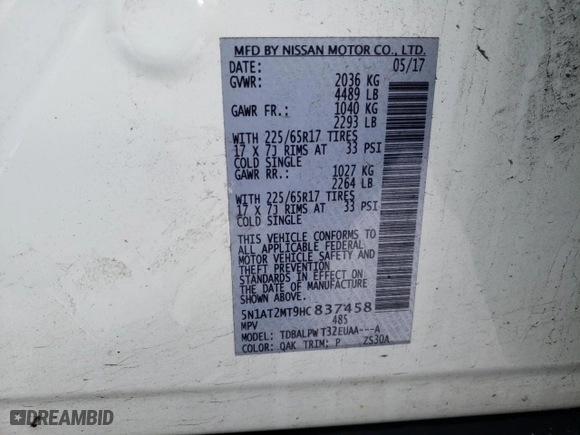 MFD BY NISSAN MOTOR CO., LTD.
DATE: 05/17
GVWR: 2036 KG
4489 LB
GAWR FR.: 1040 KG
2293 LB
WITH 225/65R17 TIRES
17 X 7J RIMS AT 33 PSI
COLD SINGLE
GAWR RR.: 1027 KG
2264 LB
WITH 225/65R17 TIRES
17 X 7J RIMS AT 33 PSI
COLD SINGLE
THIS VEHICLE CONFORMS TO
ALL APPLICABLE FEDERAL
MOTOR VEHICLE SAFETY AND
THEFT PREVENTION
STANDARDS IN EFFECT ON
THE DATE OF MANUFACTURE
SHOWN ABOVE.
5N1AT2MT9HC837458
MPV 485
MODEL: TDBALPWT32EUAA---A
COLOR: QAK TRIM: P ZS30A
DREAMBID